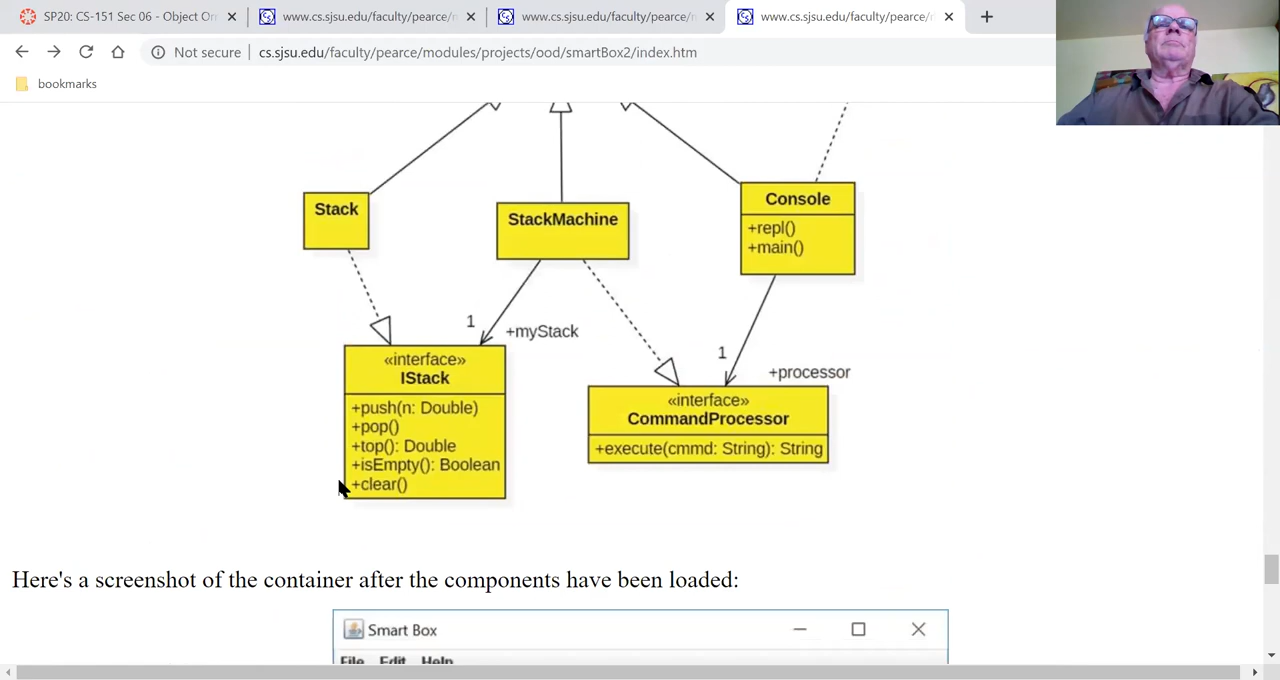 SP20: CS-151 Sec 06 - Object Ori
www.cs.sjsu.edu/faculty/pearce/m
www.cs.sjsu.edu/faculty/pearce/
www.cs.sjsu.edu/faculty/pearce/
Not secure
cs.sjsu.edu/faculty/pearce/modules/projects/ood/smartBox2/index.htm
bookmarks
Stack
StackMachine
Console
+repl()
+main()
1
+myStack
1
+processor
«interface»
IStack
+push(n: Double)
+pop()
+top(): Double
+isEmpty(): Boolean
+clear()
«interface»
CommandProcessor
+execute(cmmd: String): String
Here's a screenshot of the container after the components have been loaded:
Smart Box
File Edit Help